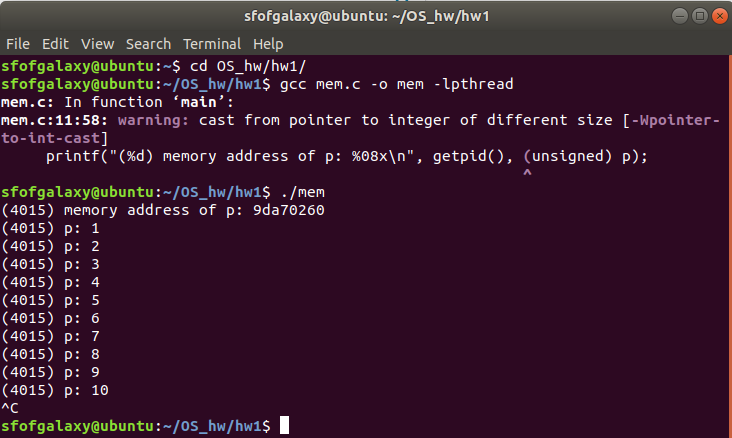 sfofgalaxy@ubuntu: ~/OS_hw/hw1
File Edit View Search Terminal Help
sfofgalaxy@ubuntu:~$ cd OS_hw/hw1/
sfofgalaxy@ubuntu:~/OS_hw/hw1$ gcc mem.c -o mem -lpthread
mem.c: In function ‘main’:
mem.c:11:58: warning: cast from pointer to integer of different size [-Wpointer-
to-int-cast]
     printf("(%d) memory address of p: %08x\n", getpid(), (unsigned) p);
                                                          ^
sfofgalaxy@ubuntu:~/OS_hw/hw1$ ./mem
(4015) memory address of p: 9da70260
(4015) p: 1
(4015) p: 2
(4015) p: 3
(4015) p: 4
(4015) p: 5
(4015) p: 6
(4015) p: 7
(4015) p: 8
(4015) p: 9
(4015) p: 10
^C
sfofgalaxy@ubuntu:~/OS_hw/hw1$